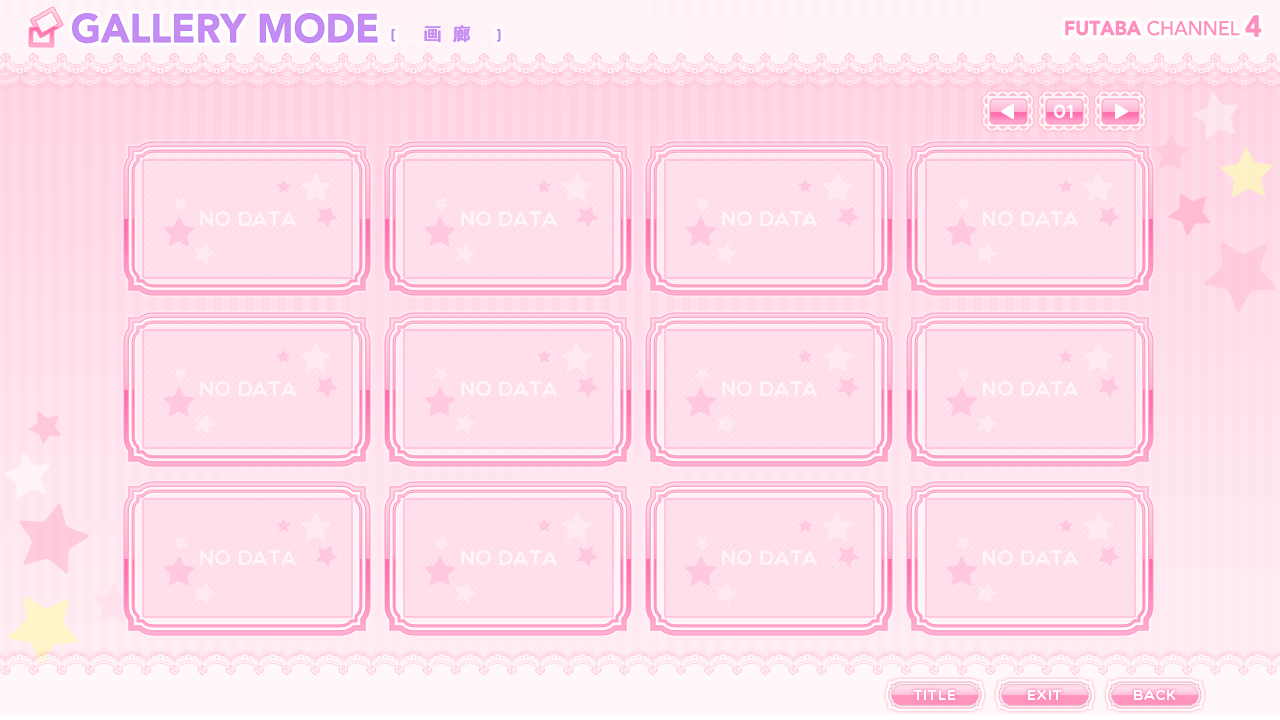 GALLERY MODE [ 画廊 ]
FUTABA CHANNEL 4
01
NO DATA NO DATA NO DATA NO DATA
NO DATA NO DATA NO DATA NO DATA
NO DATA NO DATA NO DATA NO DATA
TITLE EXIT BACK